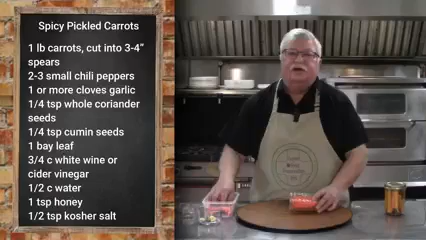 Spicy Pickled Carrots
1 lb carrots, cut into 3-4"
spears
2-3 small chili peppers
1 or more cloves garlic
1/4 tsp whole coriander
seeds
1/4 tsp cumin seeds
1 bay leaf
3/4 c white wine or
cider vinegar
1/2 c water
1 tsp honey
1/2 tsp kosher salt